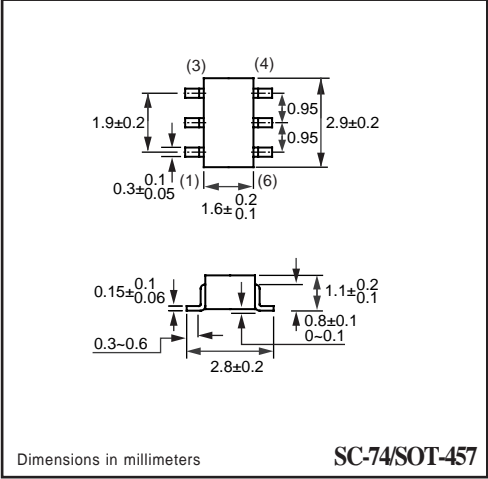 (3) (4)
1.9±0.2
0.95
2.9±0.2
0.95
0.3± 0.1 0.05
(1) (6)
1.6± 0.2 0.1
0.15± 0.1 0.06
1.1± 0.2 0.1
0.8±0.1
0~0.1
0.3~0.6
2.8±0.2
Dimensions in millimeters
SC-74/SOT-457